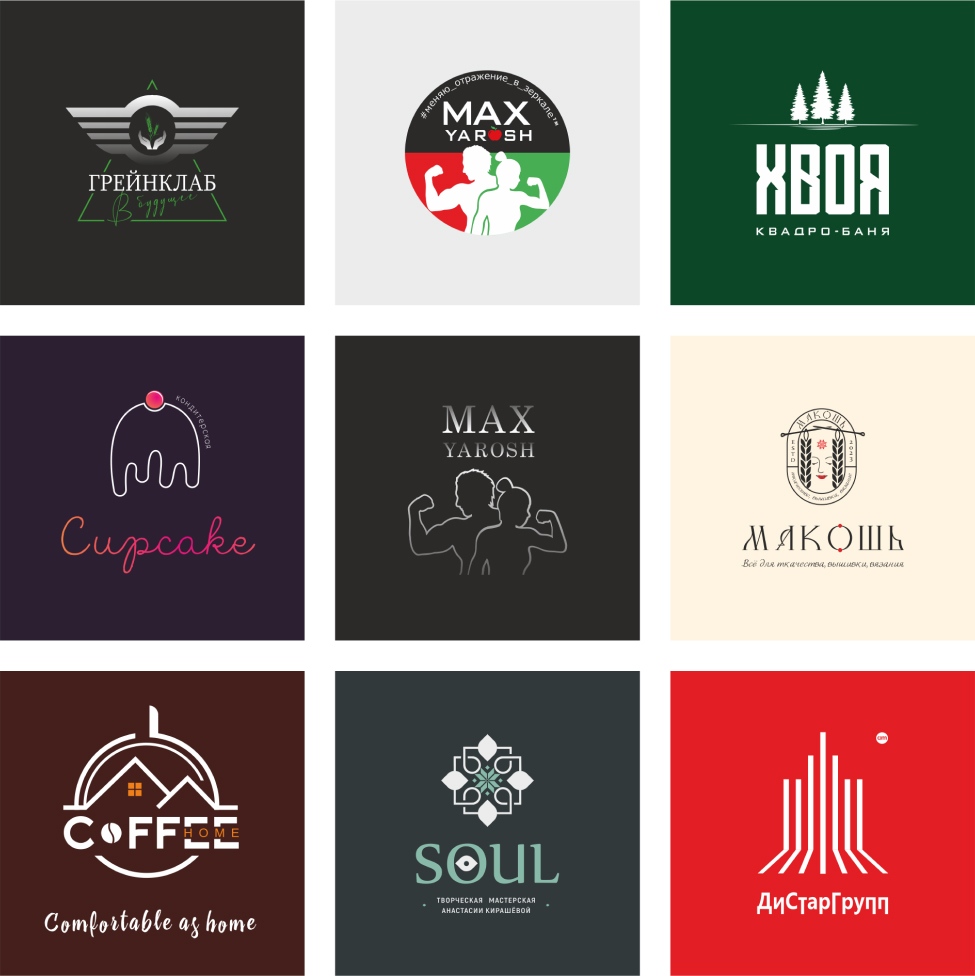 ГРЕЙНКЛАБ
В будущее
#меняю_отражение_в_зеркале™
MAX
YAROSH
ХВОЯ
КВАДРО-БАНЯ
кондитерская
Cupcake
MAX
YAROSH
МАКОШЬ
ESTD
2023
МАКОШЬ
Всё для ткачества, вышивки, вязания
COFFEE
HOME
Comfortable as home
SOUL
ТВОРЧЕСКАЯ МАСТЕРСКАЯ
АНАСТАСИИ КИРАШЁВОЙ
ДиСтарГрупп